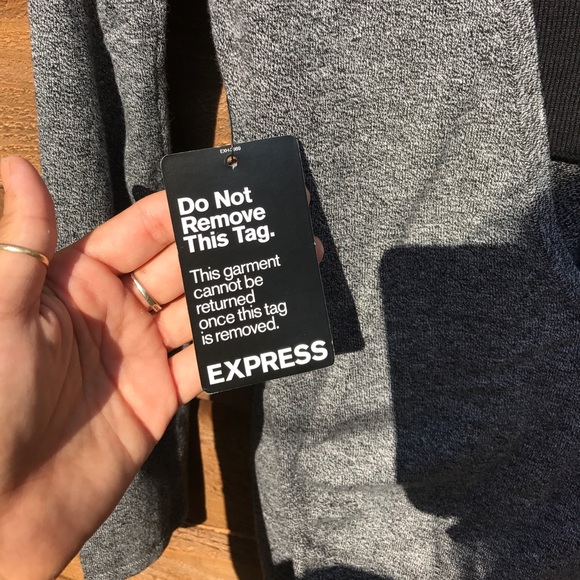 Do Not
Remove
This Tag.
This garment
cannot be
returned
once this tag
is removed.
EXPRESS